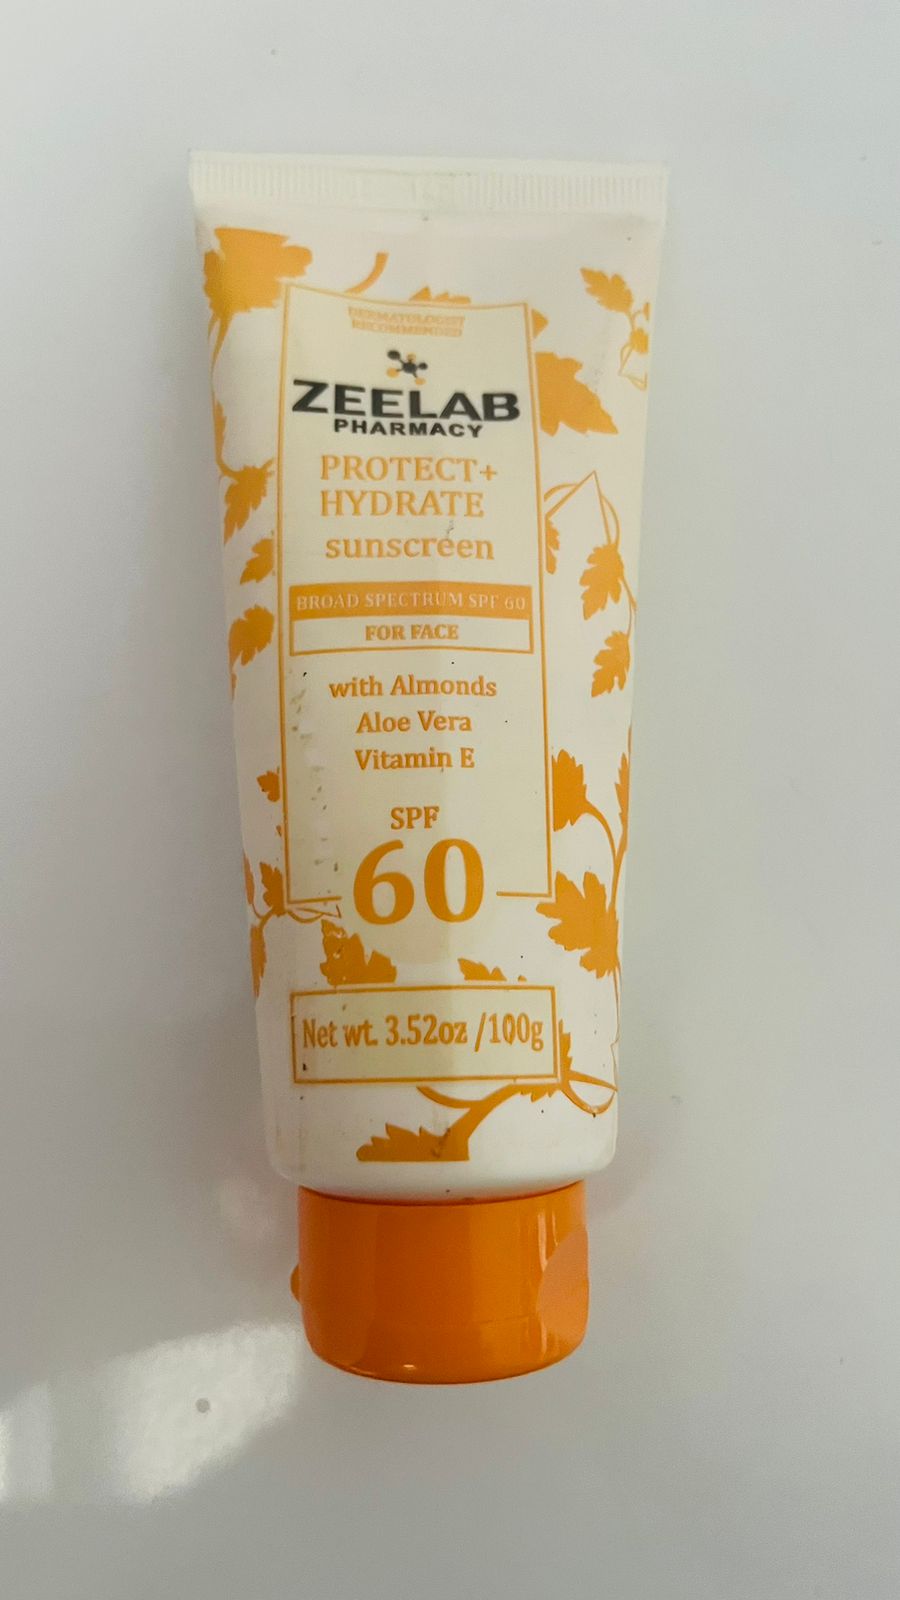 DERMATOLOGIST
RECOMMENDED
ZEELAB
PHARMACY
PROTECT+
HYDRATE
sunscreen
BROAD SPECTRUM SPF 60
FOR FACE
with Almonds
Aloe Vera
Vitamin E
SPF
60
Net wt. 3.52oz /100g